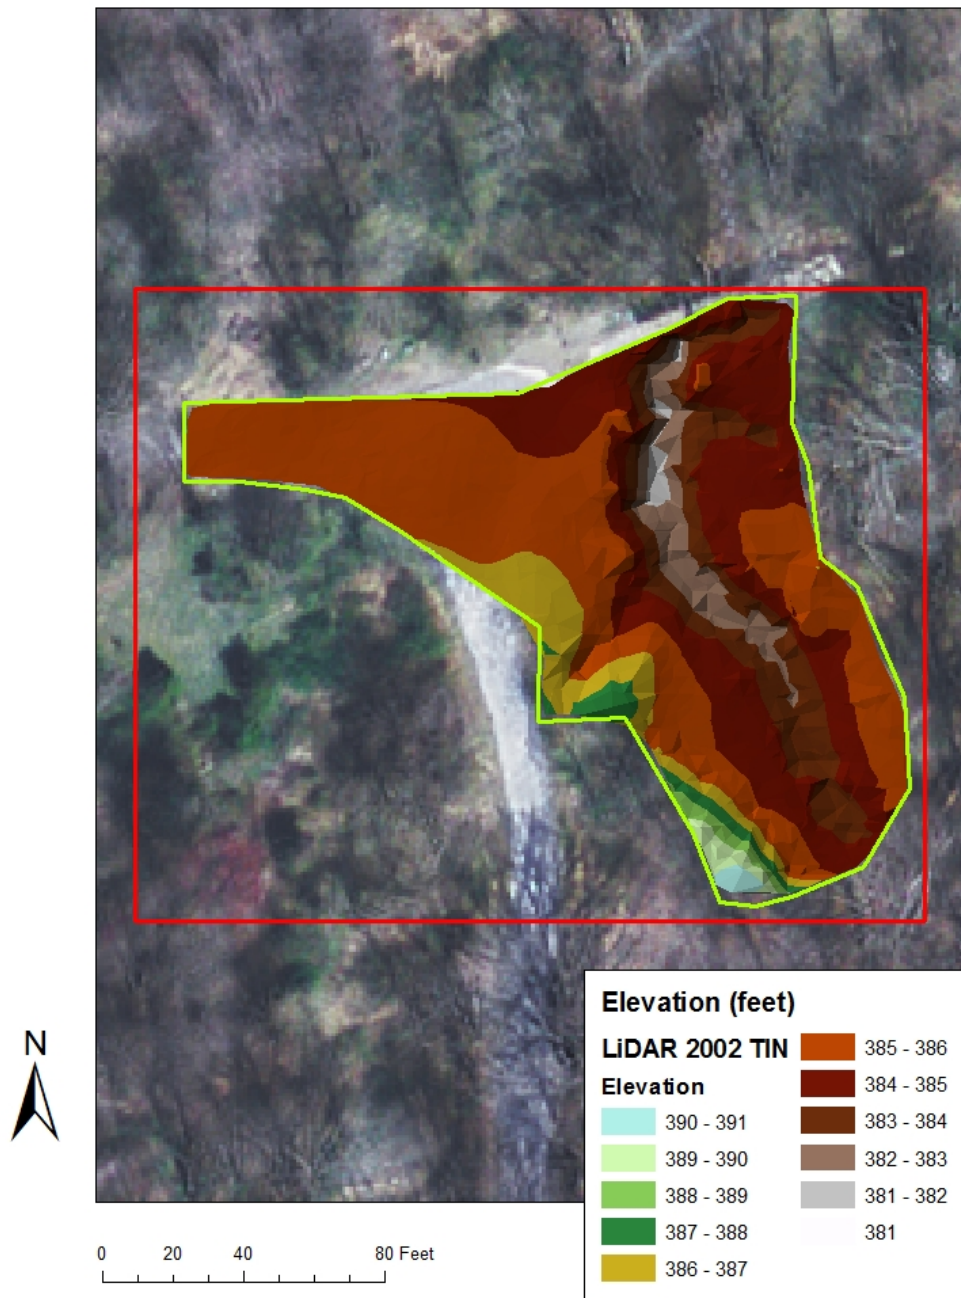 N
0 20 40 80 Feet
Elevation (feet)
LiDAR 2002 TIN
Elevation
390 - 391
389 - 390
388 - 389
387 - 388
386 - 387
385 - 386
384 - 385
383 - 384
382 - 383
381 - 382
381